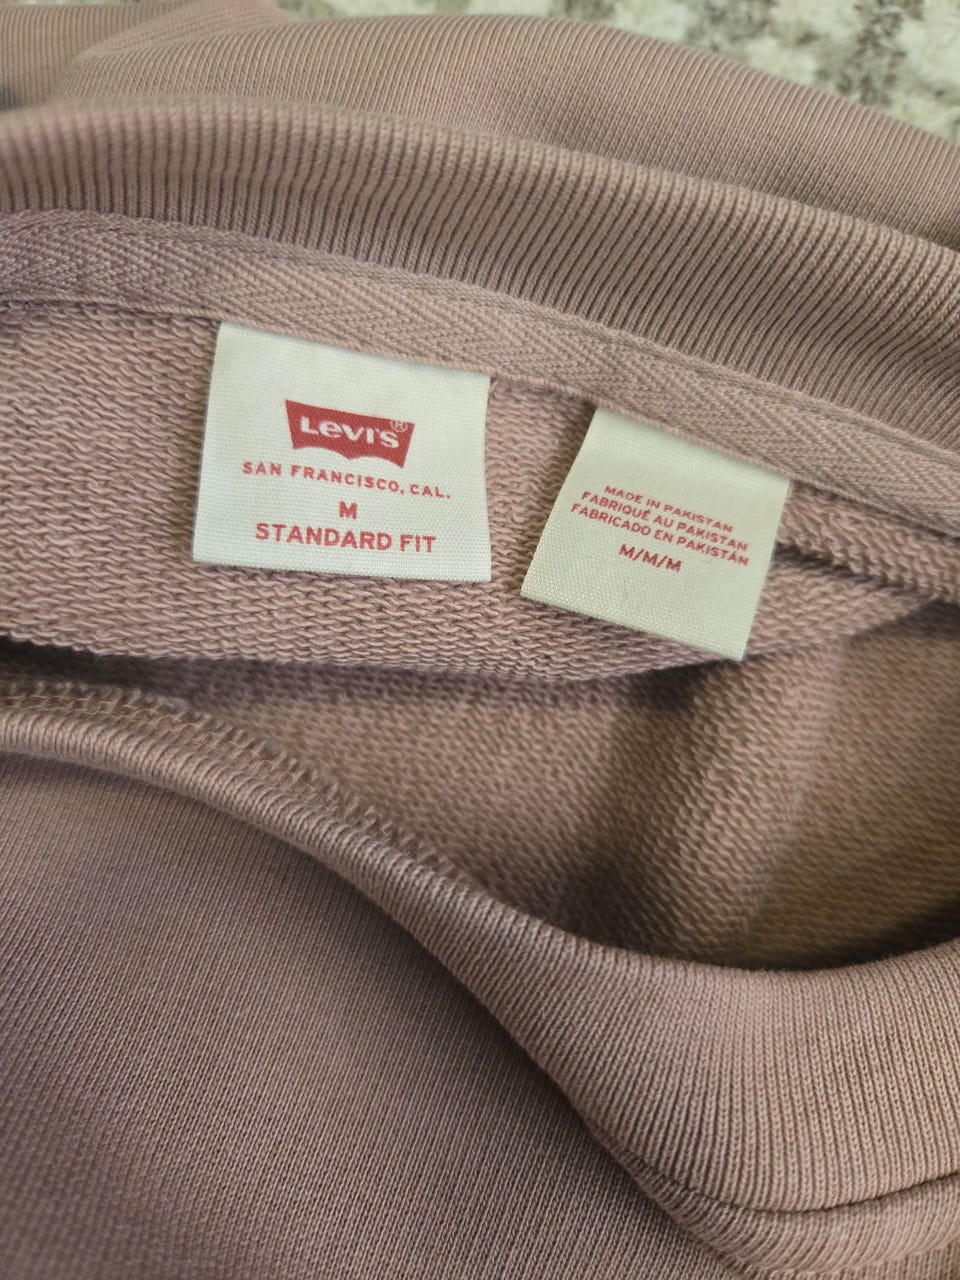 Levi's®
SAN FRANCISCO, CAL.
M
STANDARD FIT
MADE IN PAKISTAN
FABRIQUÉ AU PAKISTAN
FABRICADO EN PAKISTÁN
M/M/M